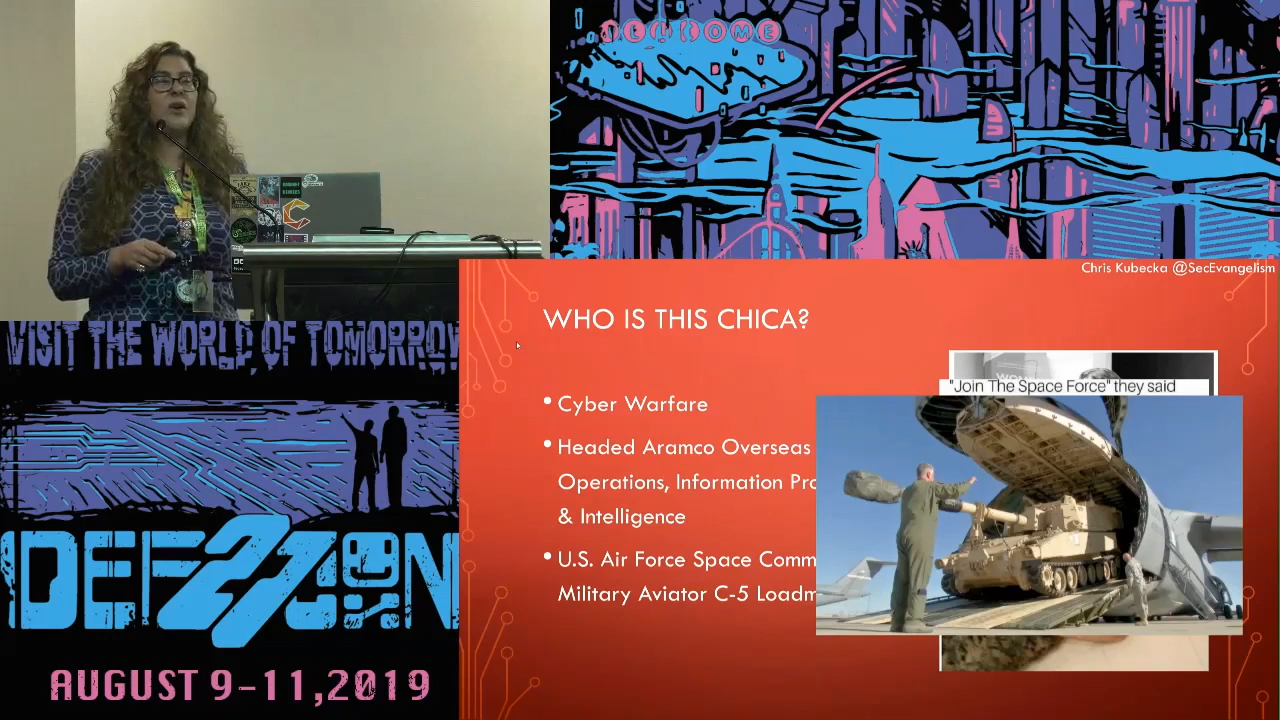 WELCOME
Chris Kubecka @SecEvangelism
WHO IS THIS CHICA?
"Join The Space Force" they said
• Cyber Warfare
• Headed Aramco Overseas
Operations, Information Pro
& Intelligence
• U.S. Air Force Space Comm
Military Aviator C-5 Loadm
VISIT THE WORLD OF TOMORROW
DEF CON
27
AUGUST 9-11,2019